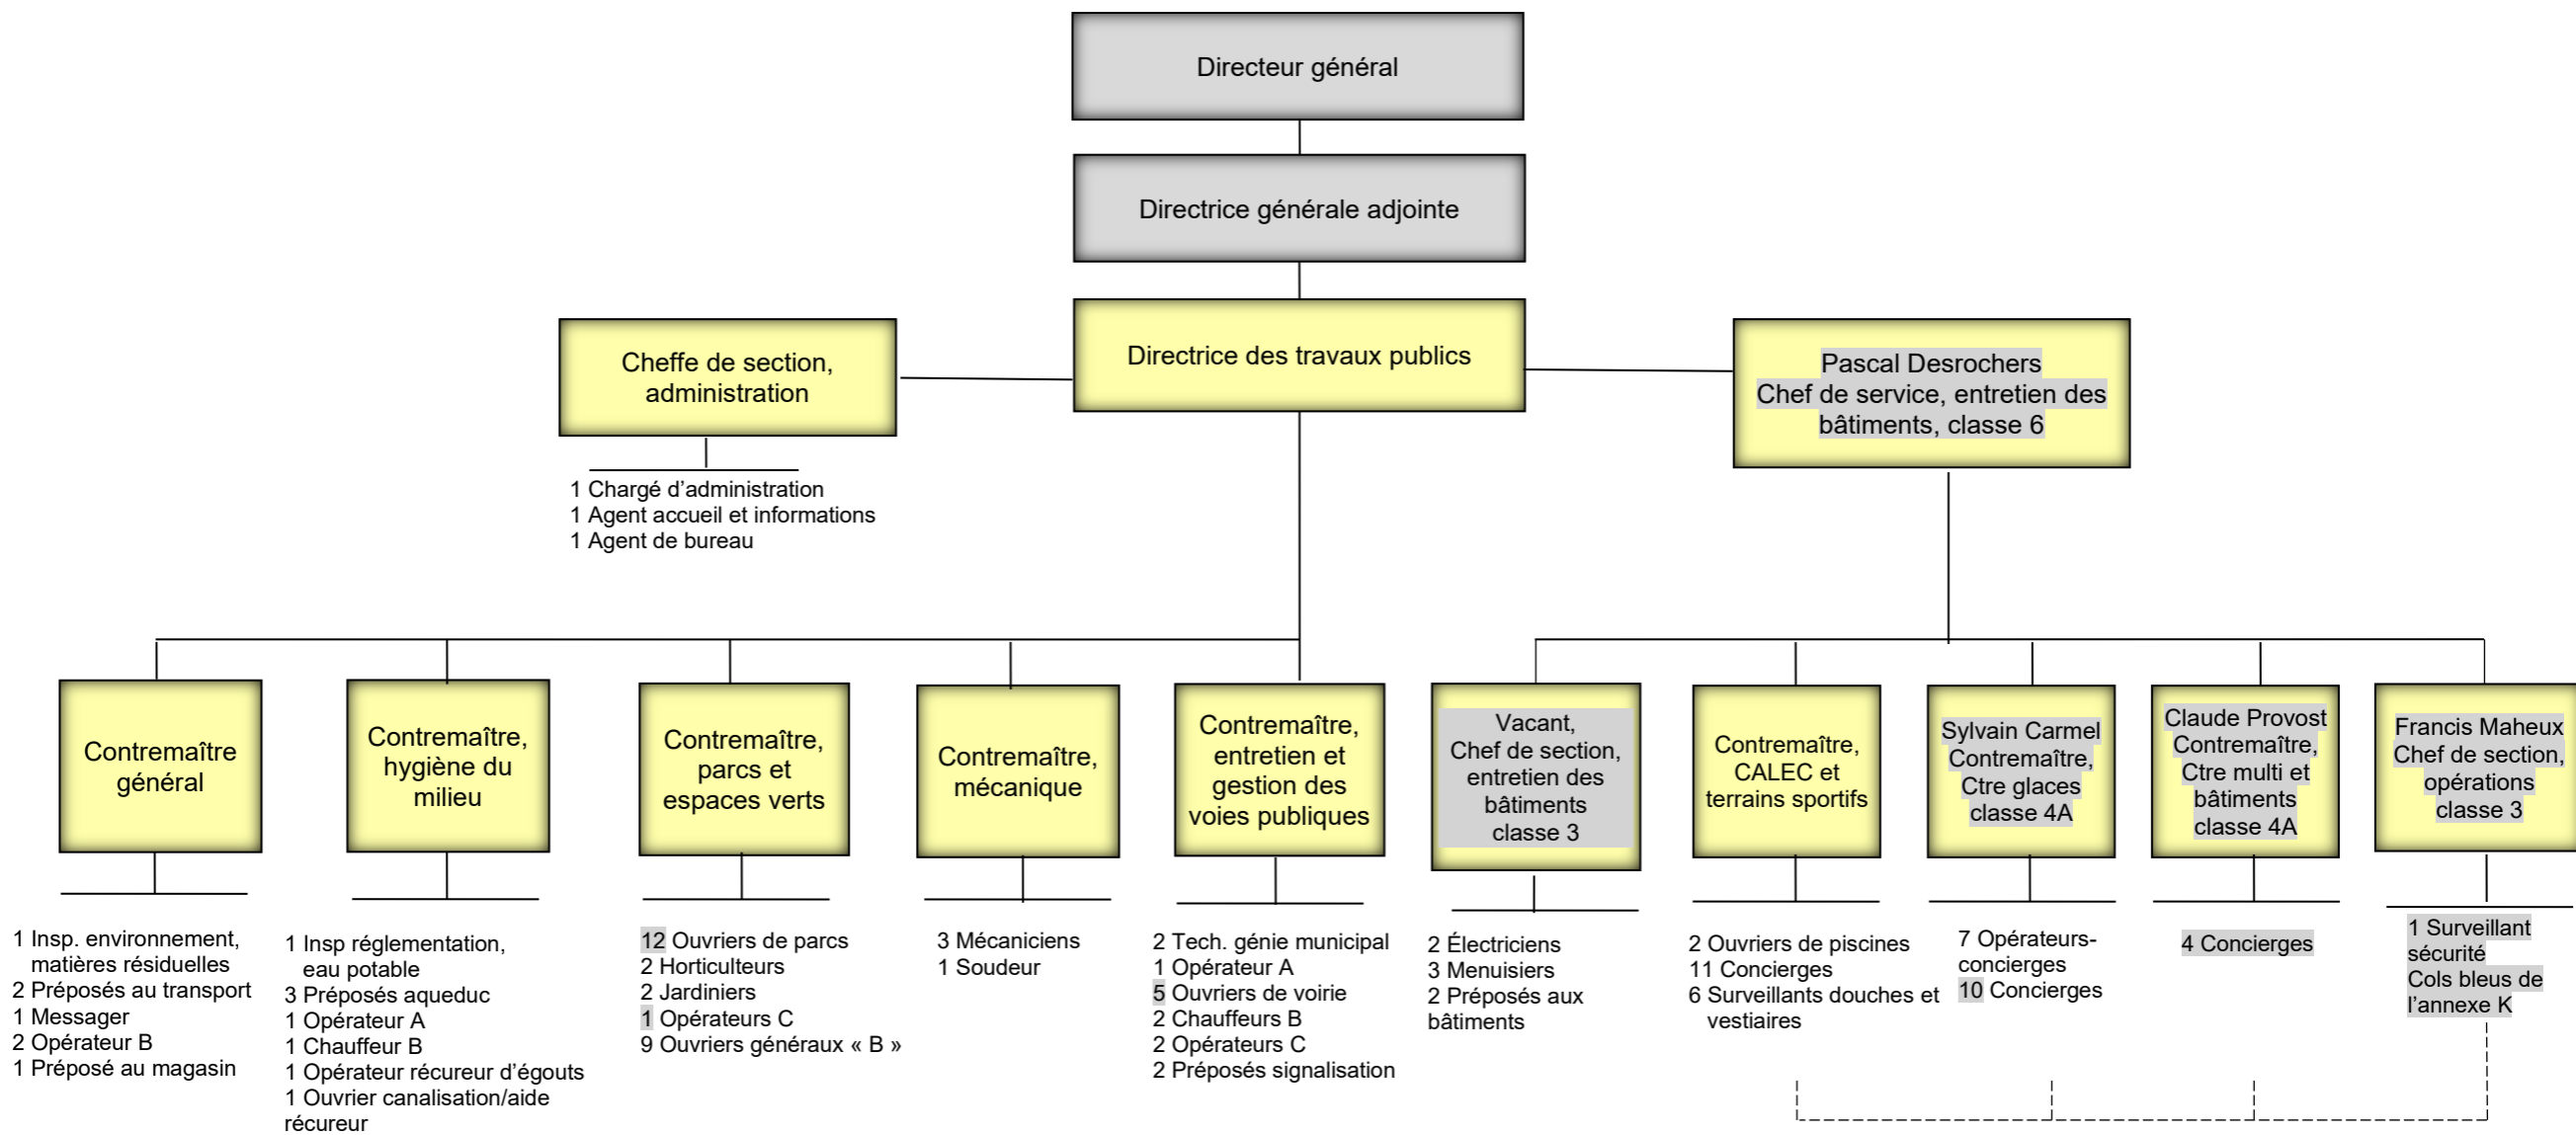 Directeur général
Directrice générale adjointe
Directrice des travaux publics
Cheffe de section,
administration
1 Chargé d'administration
1 Agent accueil et informations
1 Agent de bureau
Pascal Desrochers
Chef de service, entretien des
bâtiments, classe 6
Contremaître
général
1 Insp. environnement,
matières résiduelles
2 Préposés au transport
1 Messager
2 Opérateur B
1 Préposé au magasin
Contremaître,
hygiène du
milieu
1 Insp réglementation,
eau potable
3 Préposés aqueduc
1 Opérateur A
1 Chauffeur B
1 Opérateur récureur d'égouts
1 Ouvrier canalisation/aide
récureur
Contremaître,
parcs et
espaces verts
12 Ouvriers de parcs
2 Horticulteurs
2 Jardiniers
1 Opérateurs C
9 Ouvriers généraux « B »
Contremaître,
mécanique
3 Mécaniciens
1 Soudeur
Contremaître,
entretien et
gestion des
voies publiques
2 Tech. génie municipal
1 Opérateur A
5 Ouvriers de voirie
2 Chauffeurs B
2 Opérateurs C
2 Préposés signalisation
Vacant,
Chef de section,
entretien des
bâtiments
classe 3
2 Électriciens
3 Menuisiers
2 Préposés aux
bâtiments
Contremaître,
CALEC et
terrains sportifs
2 Ouvriers de piscines
11 Concierges
6 Surveillants douches et
vestiaires
Sylvain Carmel
Contremaître,
Ctre glaces
classe 4A
7 Opérateurs-
concierges
10 Concierges
Claude Provost
Contremaître,
Ctre multi et
bâtiments
classe 4A
4 Concierges
Francis Maheux
Chef de section,
opérations
classe 3
1 Surveillant
sécurité
Cols bleus de
l'annexe K